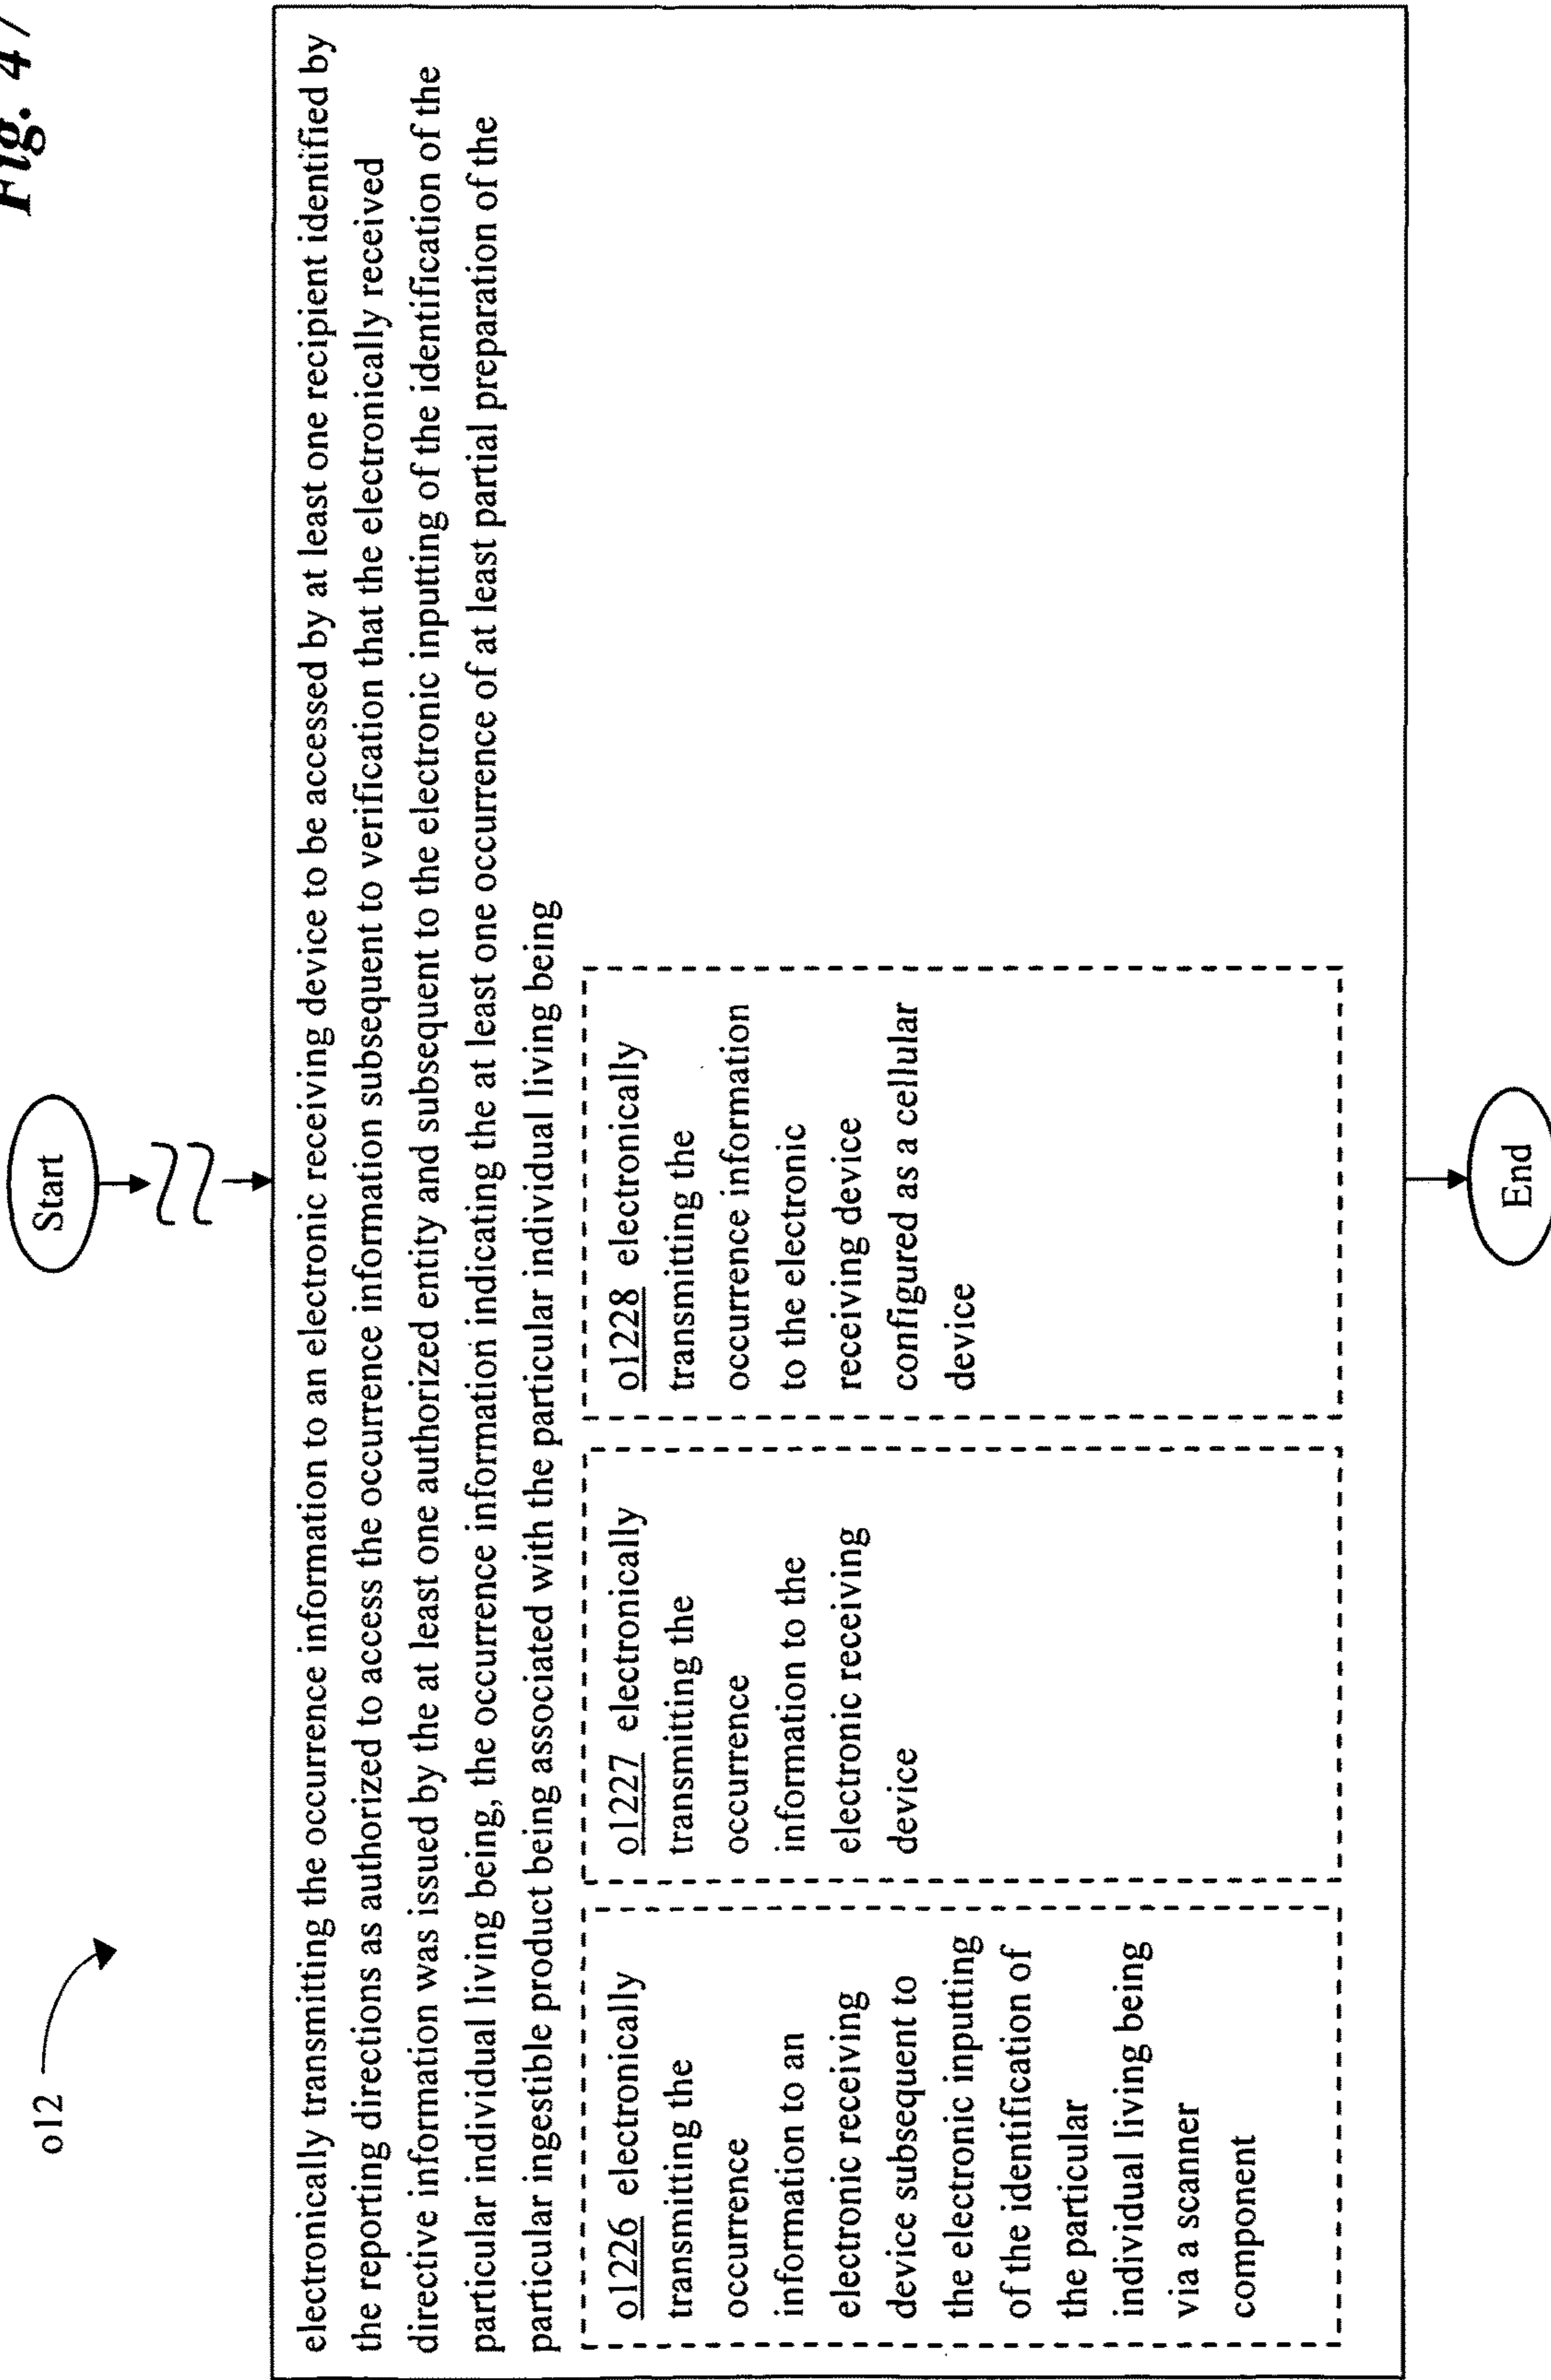 Fig. 47
o12
Start
electronically transmitting the occurrence information to an electronic receiving device to be accessed by at least one recipient identified by
the reporting directions as authorized to access the occurrence information subsequent to verification that the electronically received
directive information was issued by the at least one authorized entity and subsequent to the electronic inputting of the identification of the
particular individual living being, the occurrence information indicating the at least one occurrence of at least partial preparation of the
particular ingestible product being associated with the particular individual living being
o1226 electronically
transmitting the
occurrence
information to an
electronic receiving
device subsequent to
the electronic inputting
of the identification of
the particular
individual living being
via a scanner
component
o1227 electronically
transmitting the
occurrence
information to the
electronic receiving
device
o1228 electronically
transmitting the
occurrence information
to the electronic
receiving device
configured as a cellular
device
End